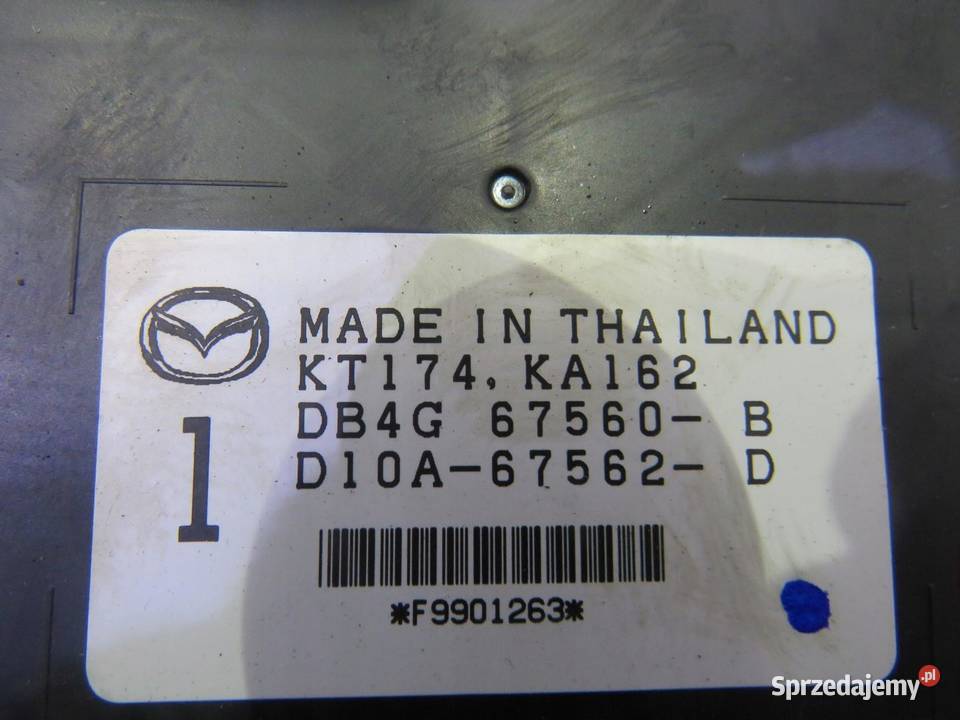 MADE IN THAILAND
KT174, KA162
DB4G 67560- B
D10A-67562- D
1
*F9901263*
Sprzedajemy.pl